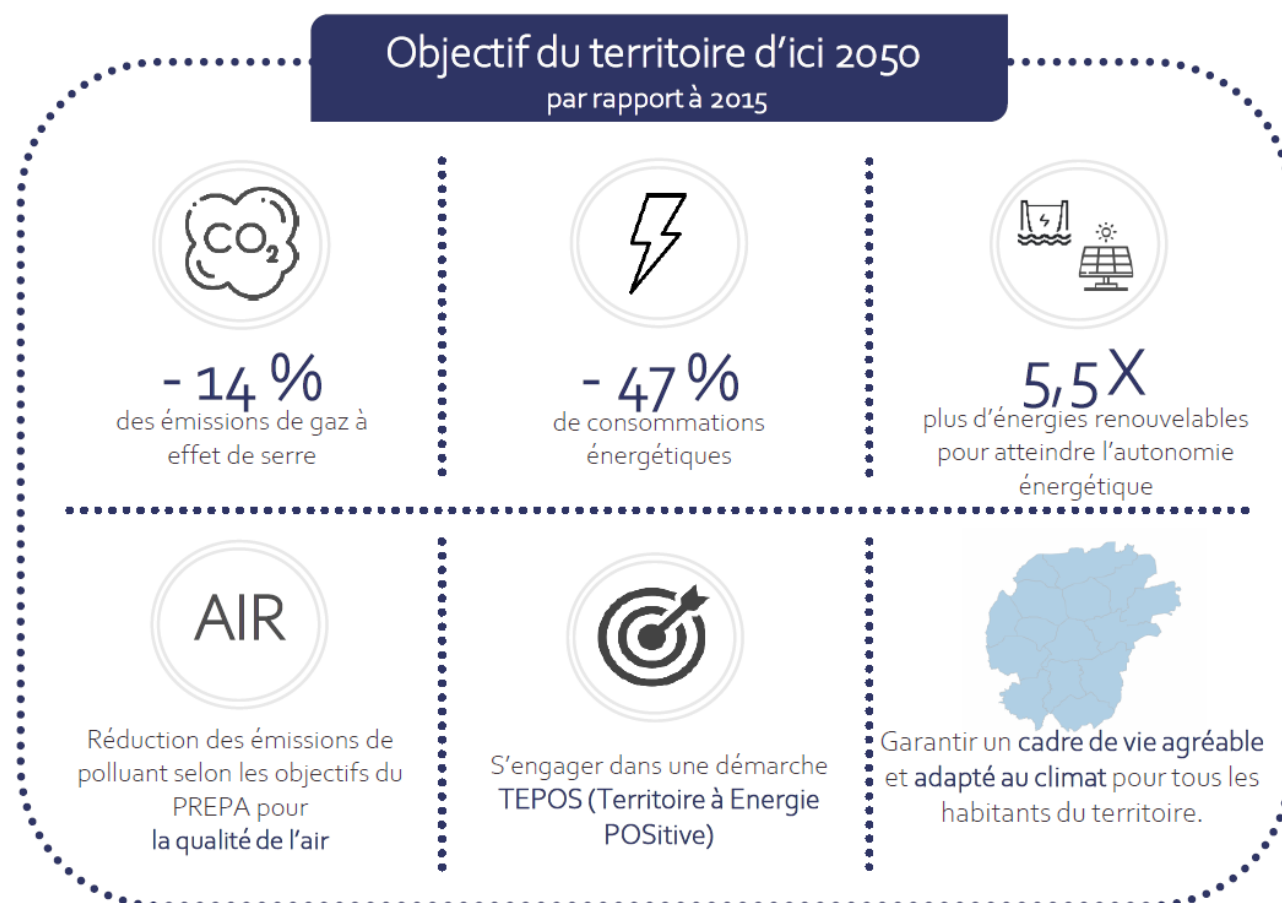 Objectif du territoire d'ici 2050
par rapport à 2015
CO2
- 14 %
des émissions de gaz à
effet de serre
- 47 %
de consommations
énergétiques
5,5 X
plus d'énergies renouvelables
pour atteindre l'autonomie
énergétique
AIR
Réduction des émissions de
polluant selon les objectifs du
PREPA pour
la qualité de l'air
S'engager dans une démarche
TEPOS (Territoire à Energie
POSitive)
Garantir un cadre de vie agréable
et adapté au climat pour tous les
habitants du territoire.